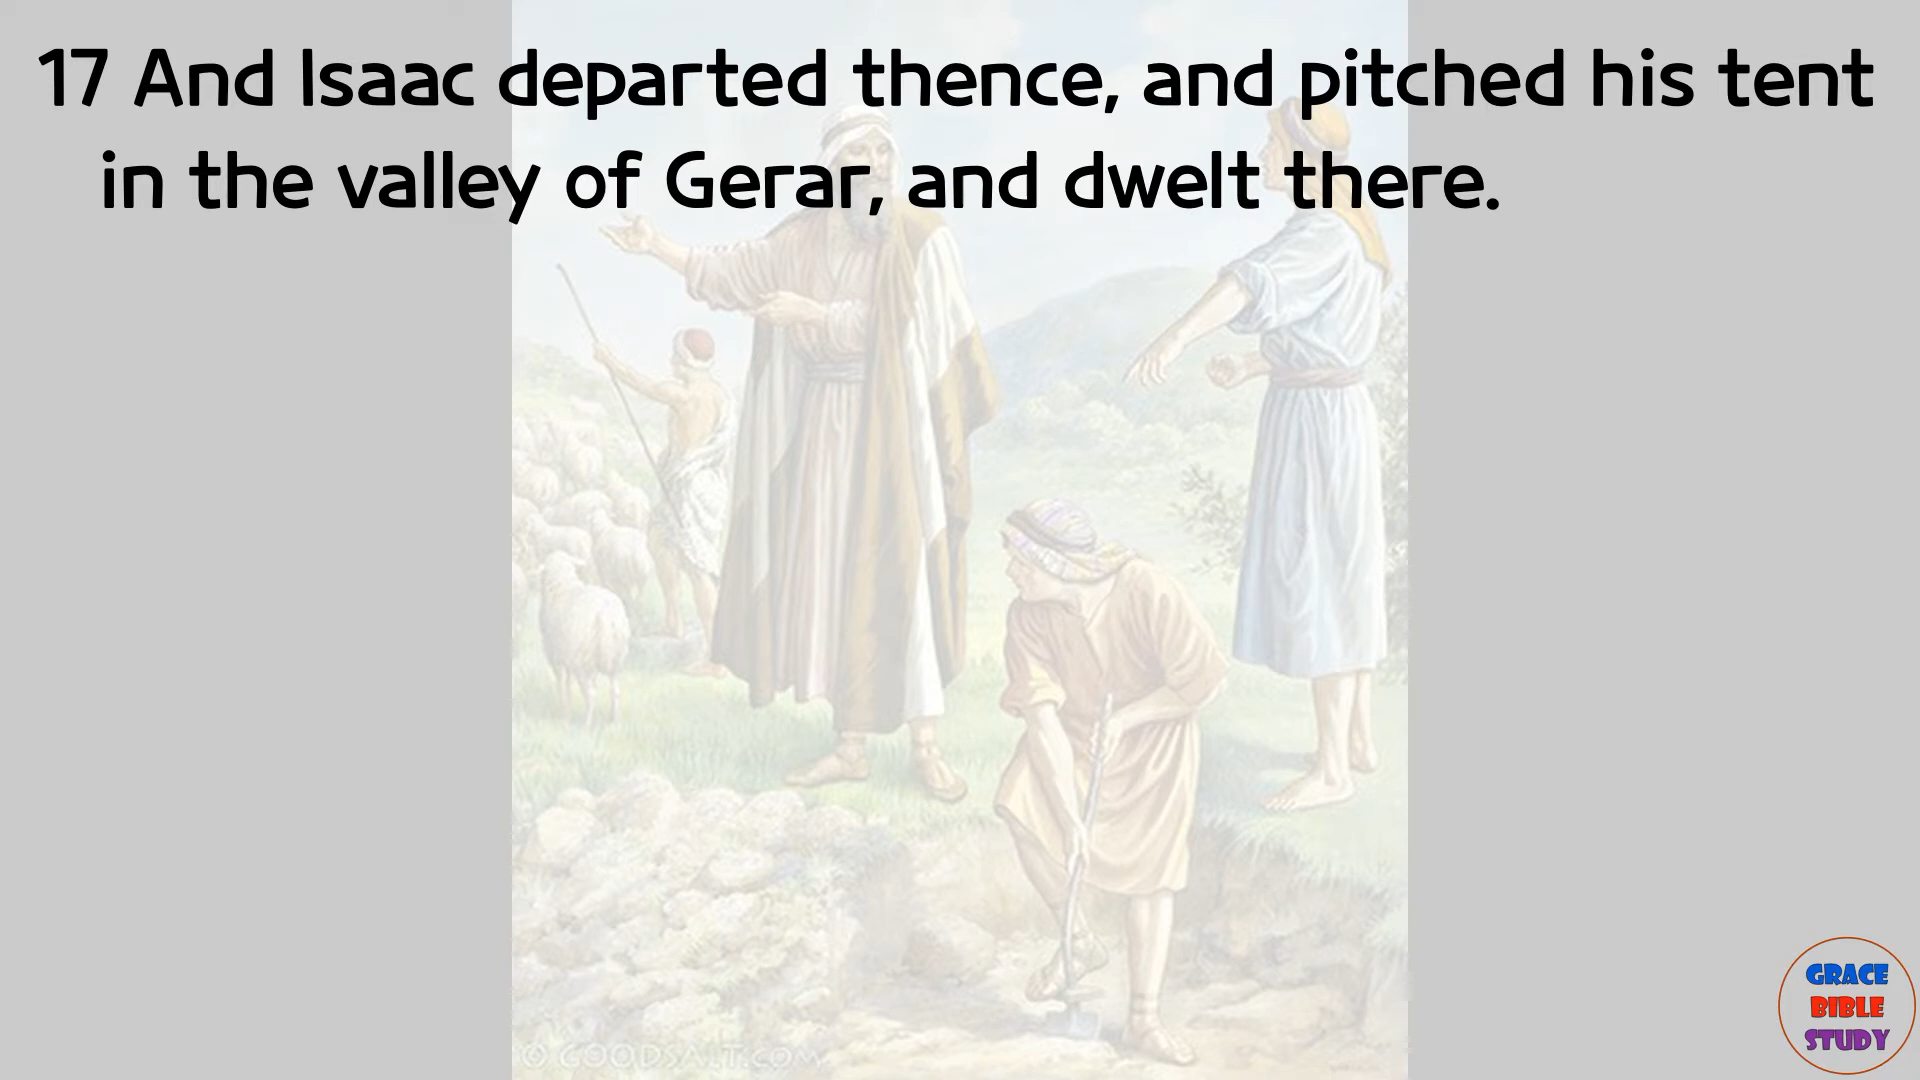 17 And Isaac departed thence, and pitched his tent
in the valley of Gerar, and dwelt there.
© GOODSALT.COM
GRACE
BIBLE
STUDY